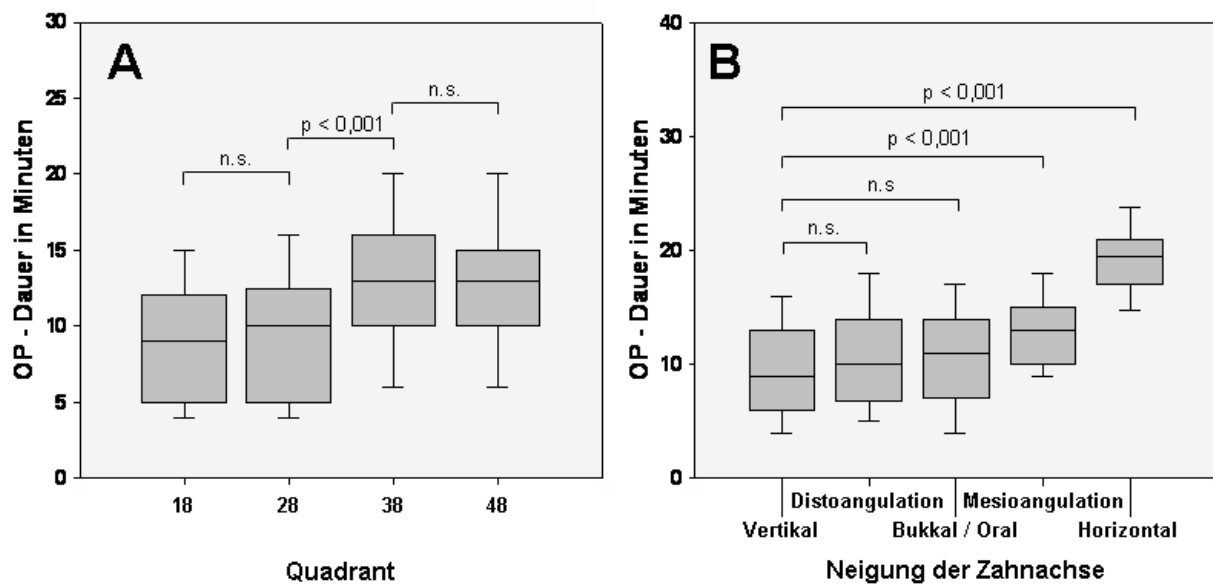 A
OP - Dauer in Minuten
30
25
20
15
10
5
0
n.s.
p < 0,001
n.s.
18 28 38 48
Quadrant
B
OP - Dauer in Minuten
40
30
20
10
0
p < 0,001
p < 0,001
n.s
n.s.
Distoangulation Mesioangulation
Vertikal Bukkal / Oral Horizontal
Neigung der Zahnachse